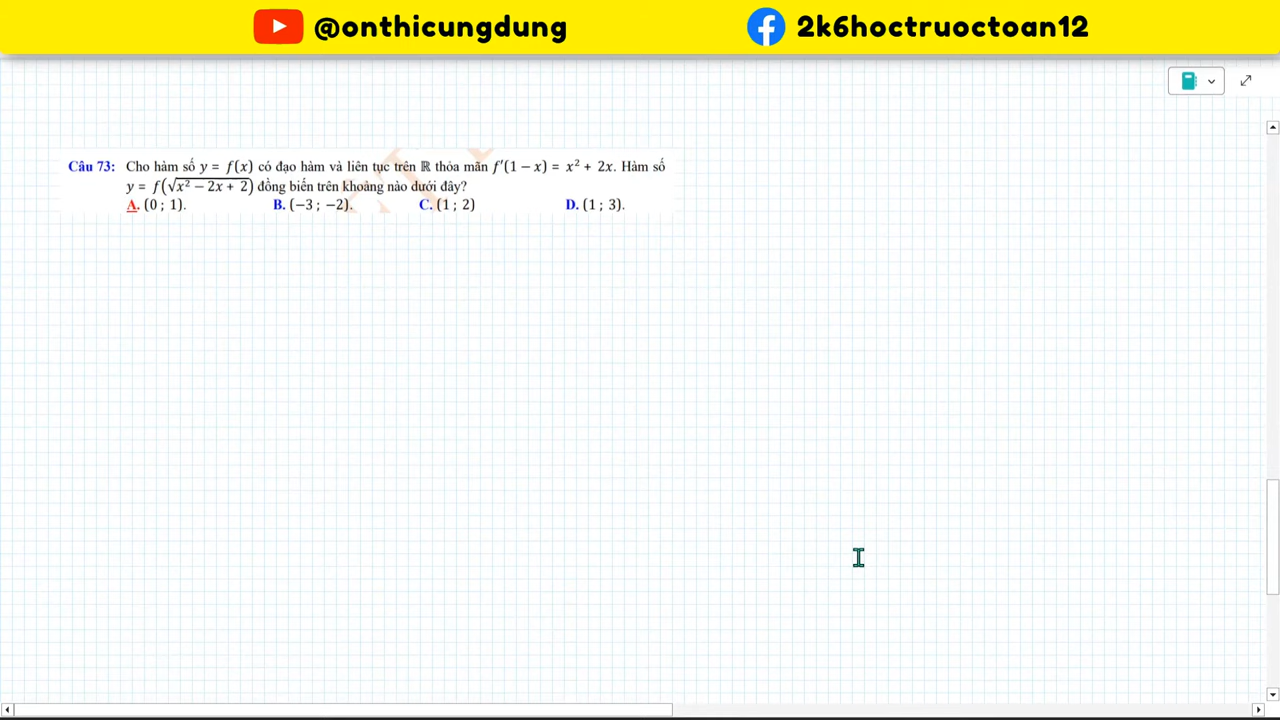 @onthicungdung
2k6hoctruoctoan12
Câu 73: Cho hàm số y = f(x) có đạo hàm và liên tục trên ℝ thỏa mãn f′(1 − x) = x² + 2x. Hàm số
y = f(√(x² − 2x + 2)) đồng biến trên khoảng nào dưới đây?
A. (0 ; 1). B. (−3 ; −2). C. (1 ; 2) D. (1 ; 3).